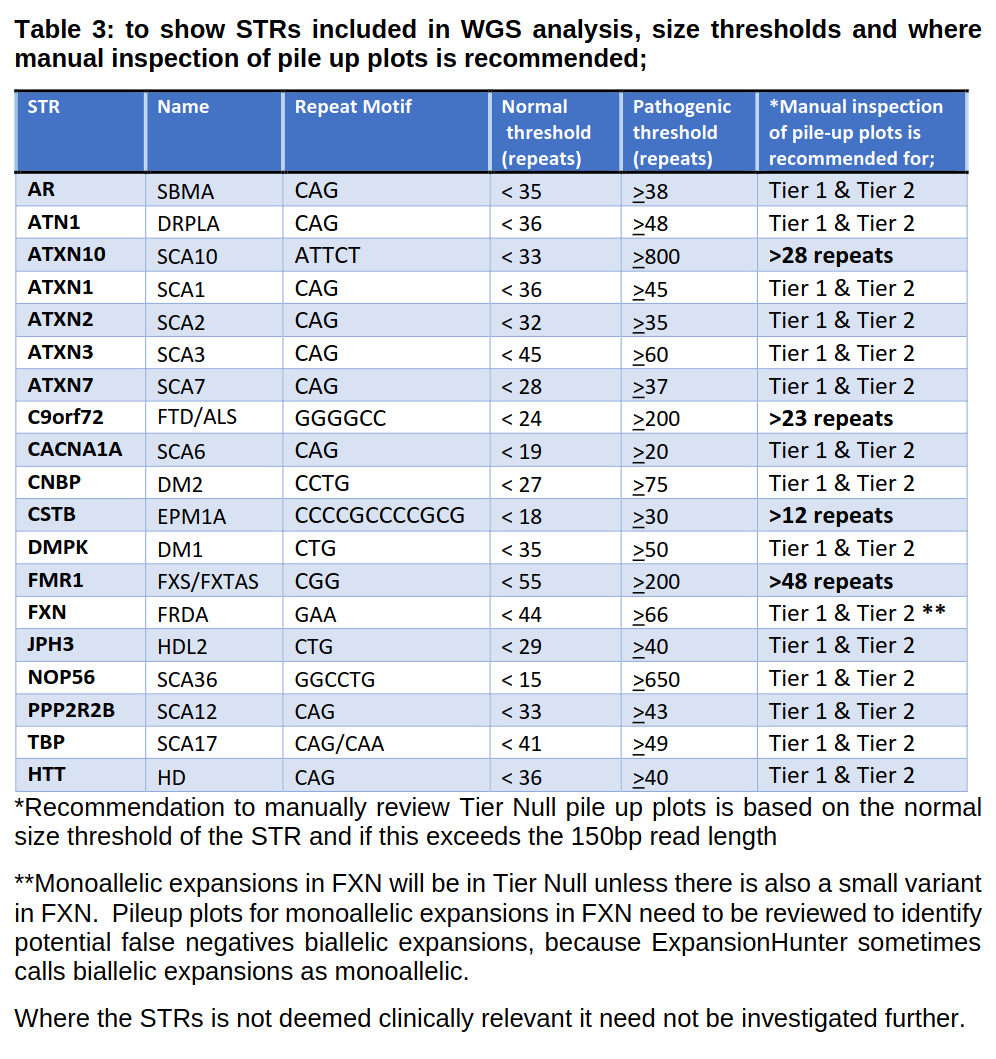 Table 3: to show STRs included in WGS analysis, size thresholds and where
manual inspection of pile up plots is recommended;
STR Name Repeat Motif Normal threshold (repeats) Pathogenic threshold (repeats) *Manual inspection of pile-up plots is recommended for;
AR SBMA CAG < 35 ≥38 Tier 1 & Tier 2
ATN1 DRPLA CAG < 36 ≥48 Tier 1 & Tier 2
ATXN10 SCA10 ATTCT < 33 ≥800 >28 repeats
ATXN1 SCA1 CAG < 36 ≥45 Tier 1 & Tier 2
ATXN2 SCA2 CAG < 32 ≥35 Tier 1 & Tier 2
ATXN3 SCA3 CAG < 45 ≥60 Tier 1 & Tier 2
ATXN7 SCA7 CAG < 28 ≥37 Tier 1 & Tier 2
C9orf72 FTD/ALS GGGGCC < 24 ≥200 >23 repeats
CACNA1A SCA6 CAG < 19 ≥20 Tier 1 & Tier 2
CNBP DM2 CCTG < 27 ≥75 Tier 1 & Tier 2
CSTB EPM1A CCCCGCCCCGCG < 18 ≥30 >12 repeats
DMPK DM1 CTG < 35 ≥50 Tier 1 & Tier 2
FMR1 FXS/FXTAS CGG < 55 ≥200 >48 repeats
FXN FRDA GAA < 44 ≥66 Tier 1 & Tier 2 **
JPH3 HDL2 CTG < 29 ≥40 Tier 1 & Tier 2
NOP56 SCA36 GGCCTG < 15 ≥650 Tier 1 & Tier 2
PPP2R2B SCA12 CAG < 33 ≥43 Tier 1 & Tier 2
TBP SCA17 CAG/CAA < 41 ≥49 Tier 1 & Tier 2
HTT HD CAG < 36 ≥40 Tier 1 & Tier 2
*Recommendation to manually review Tier Null pile up plots is based on the normal
size threshold of the STR and if this exceeds the 150bp read length
**Monoallelic expansions in FXN will be in Tier Null unless there is also a small variant
in FXN. Pileup plots for monoallelic expansions in FXN need to be reviewed to identify
potential false negatives biallelic expansions, because ExpansionHunter sometimes
calls biallelic expansions as monoallelic.
Where the STRs is not deemed clinically relevant it need not be investigated further.